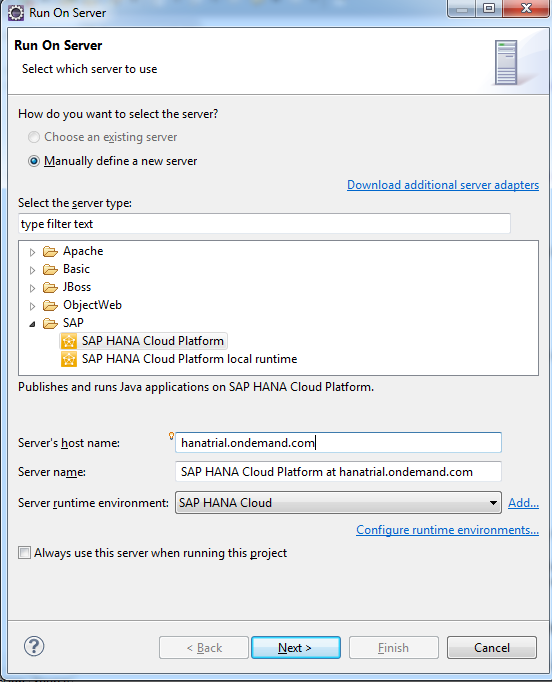 Run On Server
Run On Server
Select which server to use
How do you want to select the server?
Choose an existing server
Manually define a new server
Download additional server adapters
Select the server type:
type filter text
Apache
Basic
JBoss
ObjectWeb
SAP
SAP HANA Cloud Platform
SAP HANA Cloud Platform local runtime
Publishes and runs Java applications on SAP HANA Cloud Platform.
Server's host name: hanatrial.ondemand.com
Server name: SAP HANA Cloud Platform at hanatrial.ondemand.com
Server runtime environment: SAP HANA Cloud Add...
Configure runtime environments...
Always use this server when running this project
? < Back Next > Finish Cancel